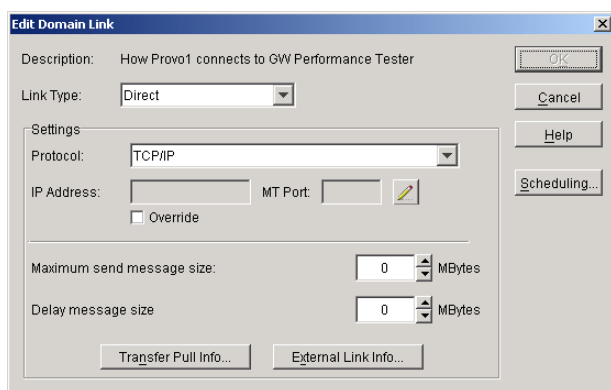 Edit Domain Link
Description: How Provo1 connects to GW Performance Tester
OK
Link Type: Direct
Cancel
Settings
Help
Protocol: TCP/IP
IP Address: MT Port:
Scheduling...
Override
Maximum send message size: 0 MBytes
Delay message size 0 MBytes
Transfer Pull Info... External Link Info...